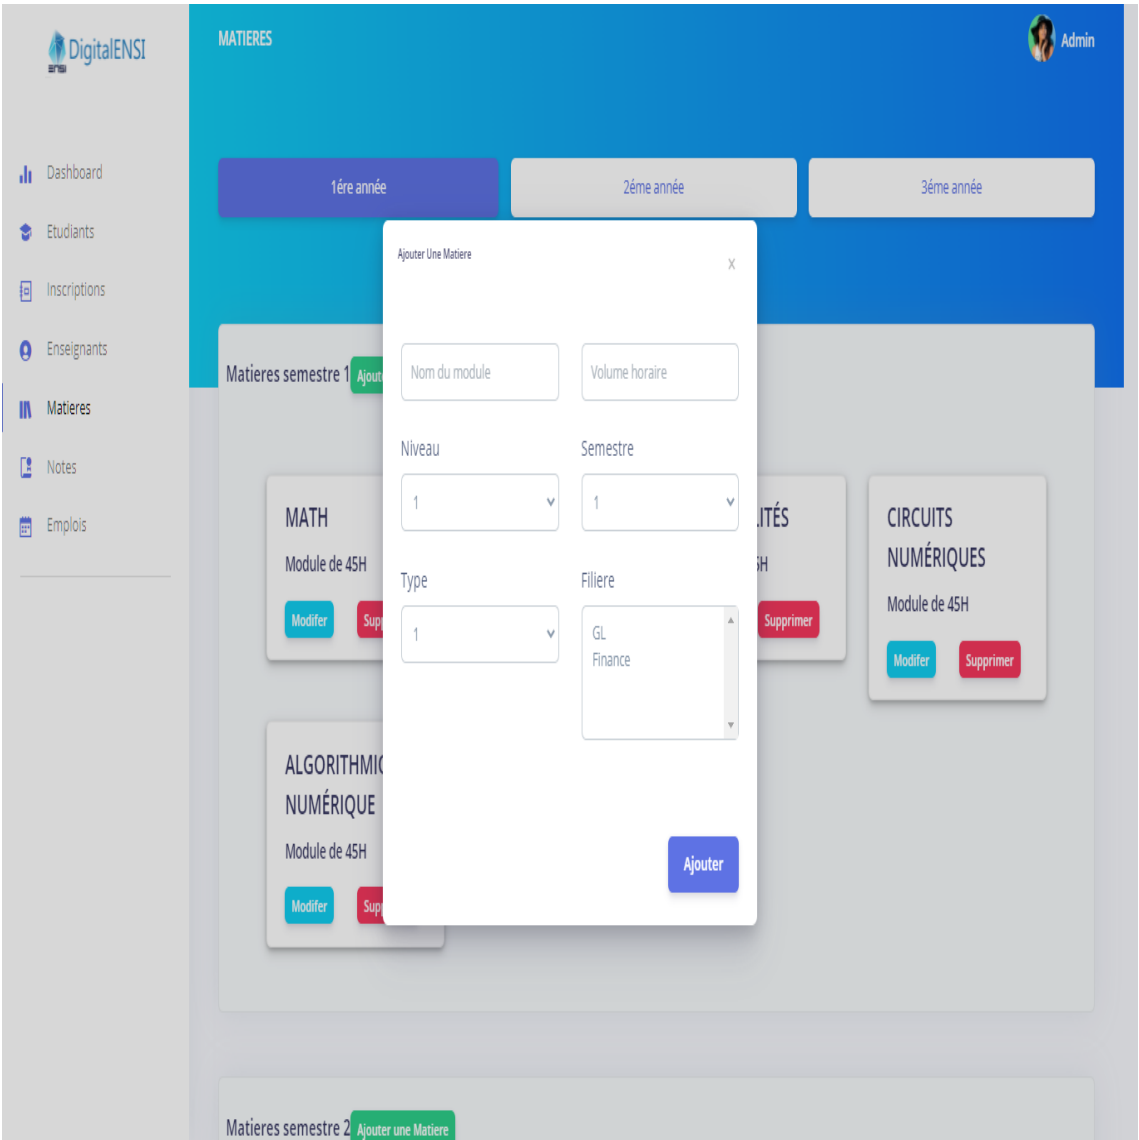 DigitalENSI
ENSI
MATIERES
Admin
Dashboard
Etudiants
Inscriptions
Enseignants
Matieres
Notes
Emplois
1ére année
2éme année
3éme année
Ajouter Une Matiere
x
Nom du module
Volume horaire
Niveau
Semestre
1
1
Type
Filiere
1
GL
Finance
Ajouter
Matieres semestre 1
MATH
Module de 45H
Modifer
Supprimer
CIRCUITS
NUMÉRIQUES
Module de 45H
Modifer Supprimer
NUMÉRIQUE
Module de 45H
Modifer
Matieres semestre 2 Ajouter une Matiere